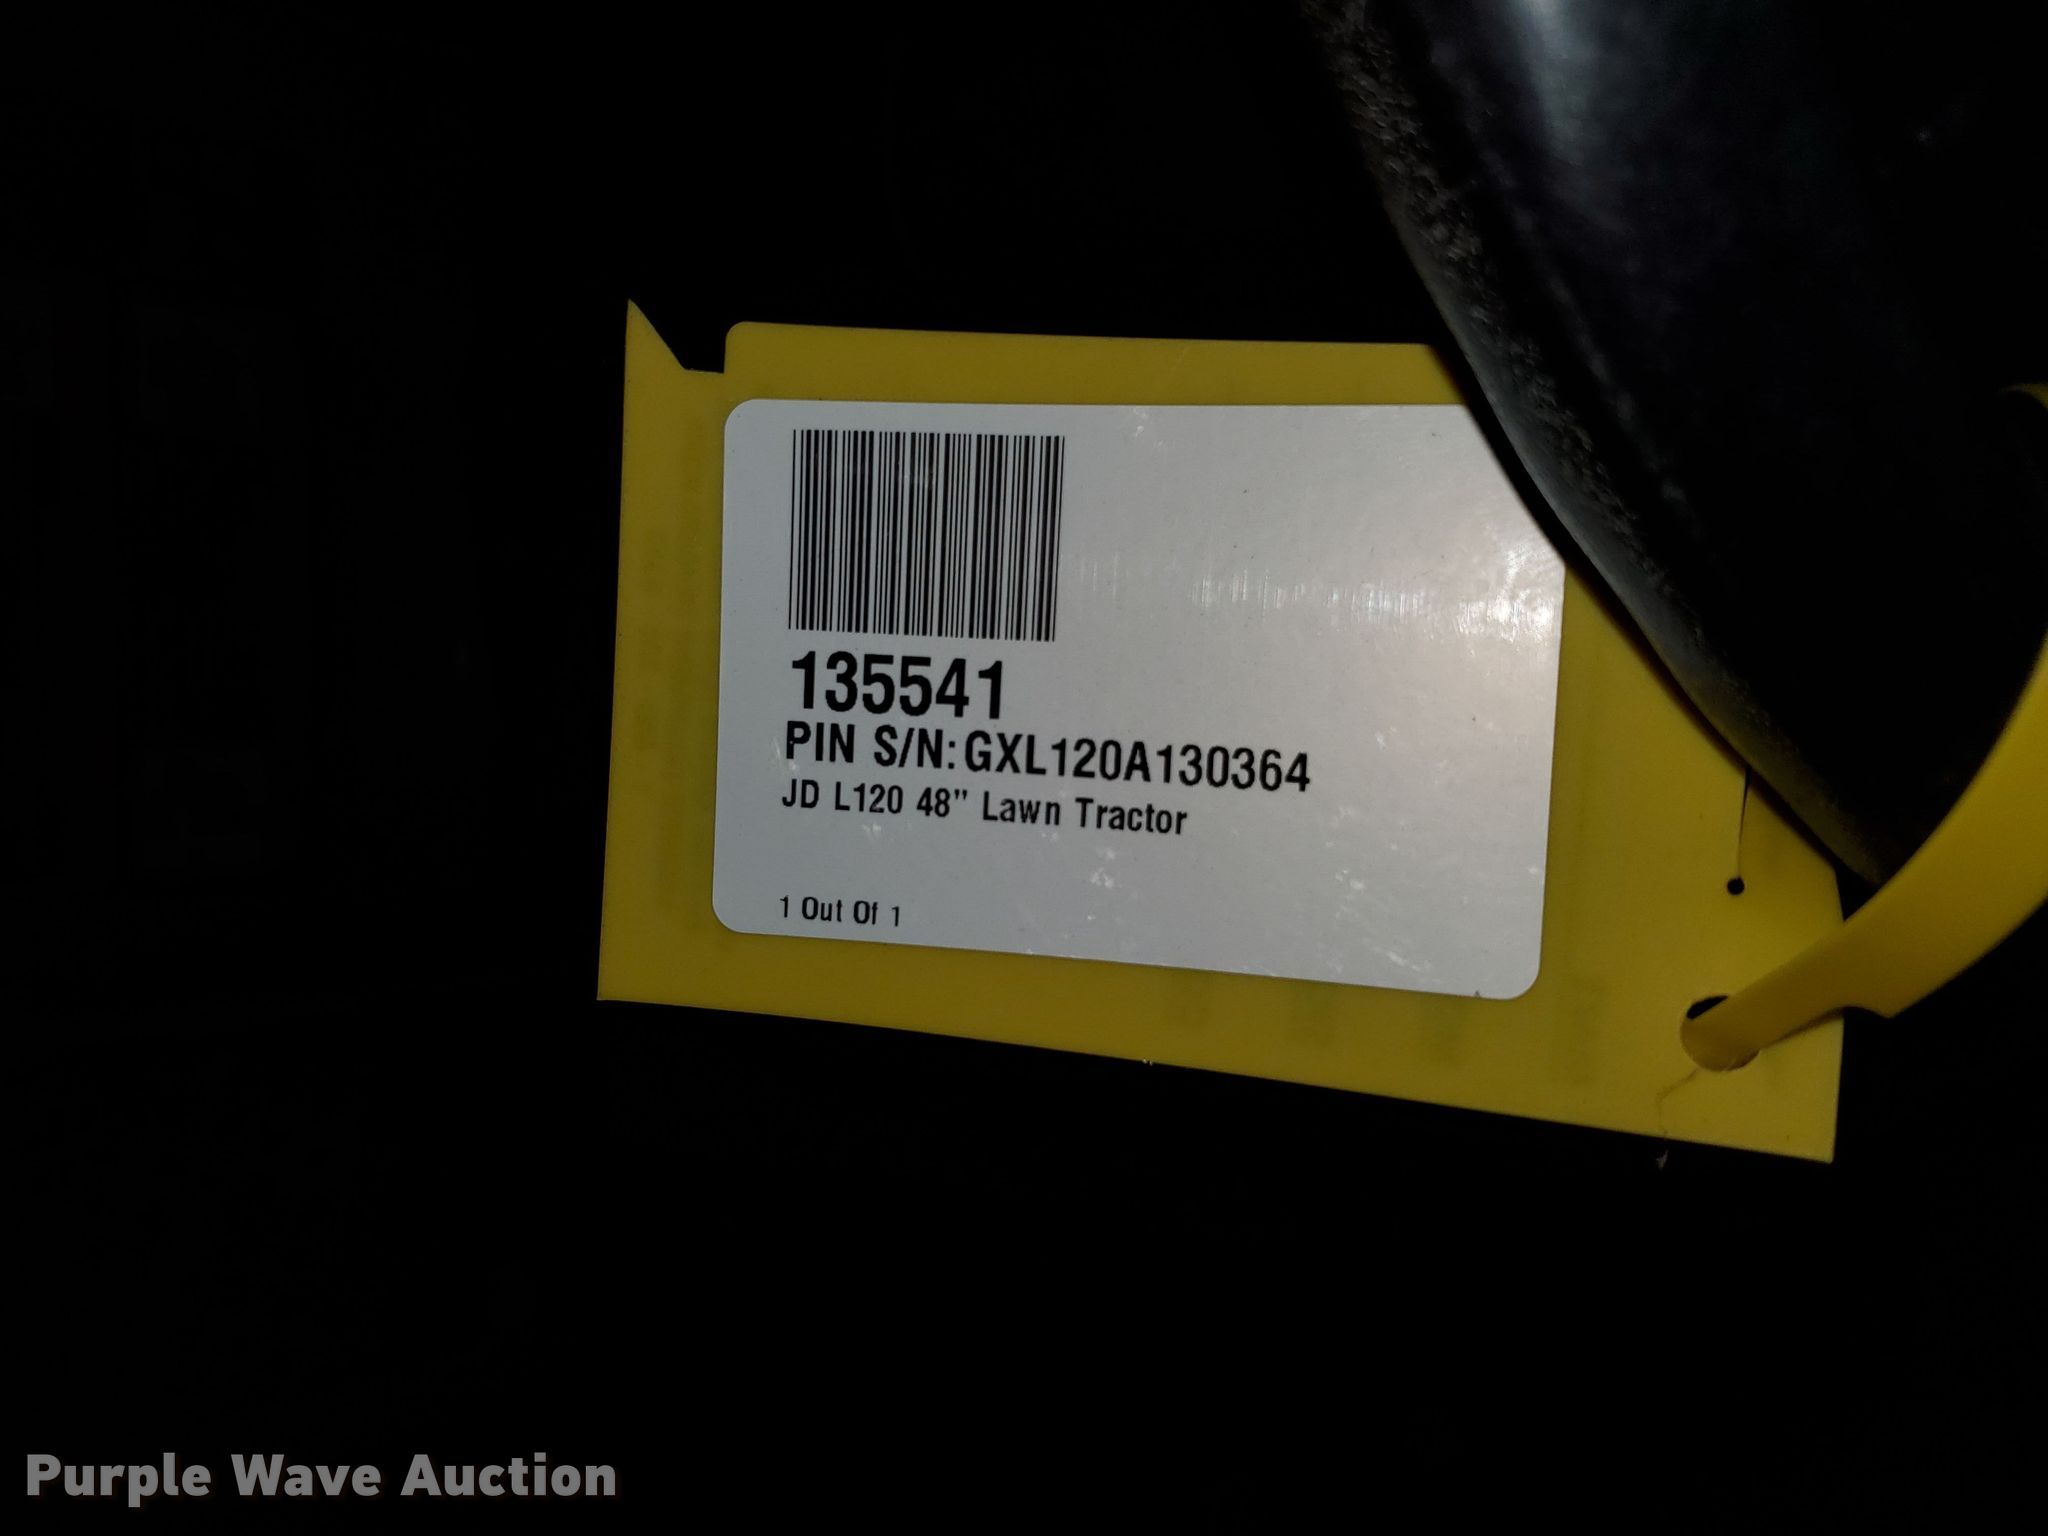 135541
PIN S/N: GXL120A130364
JD L120 48" Lawn Tractor
1 Out Of 1
Purple Wave Auction